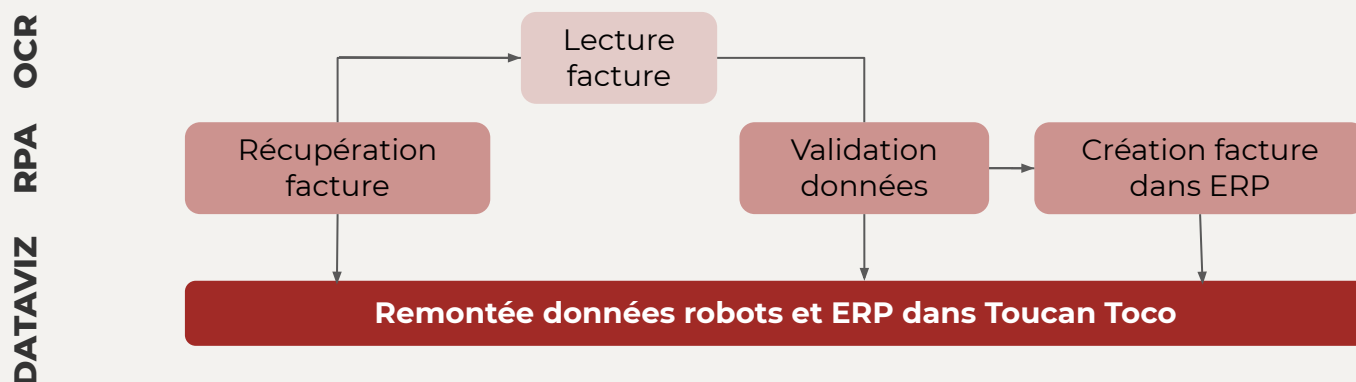 OCR
Lecture
facture
RPA
Récupération
facture
Validation
données
Création facture
dans ERP
DATAVIZ
Remontée données robots et ERP dans Toucan Toco